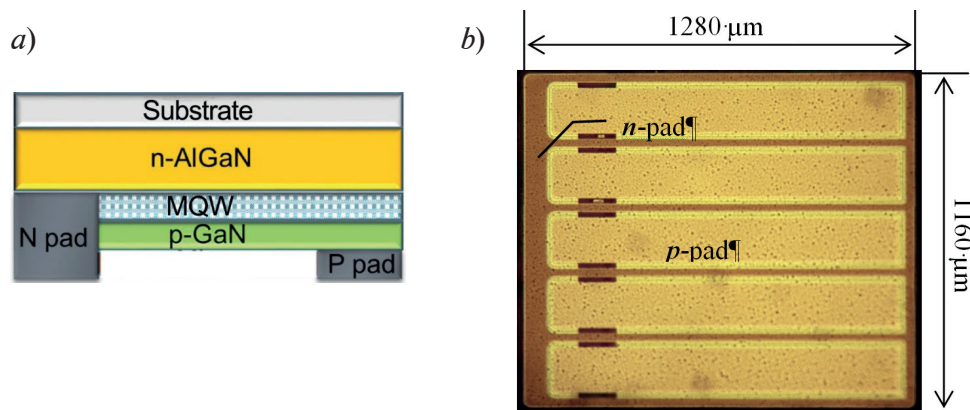 a)
Substrate
n-AlGaN
MQW
N pad
p-GaN
P pad
b)
1280·µm
n-pad¶
p-pad¶
1160·µm